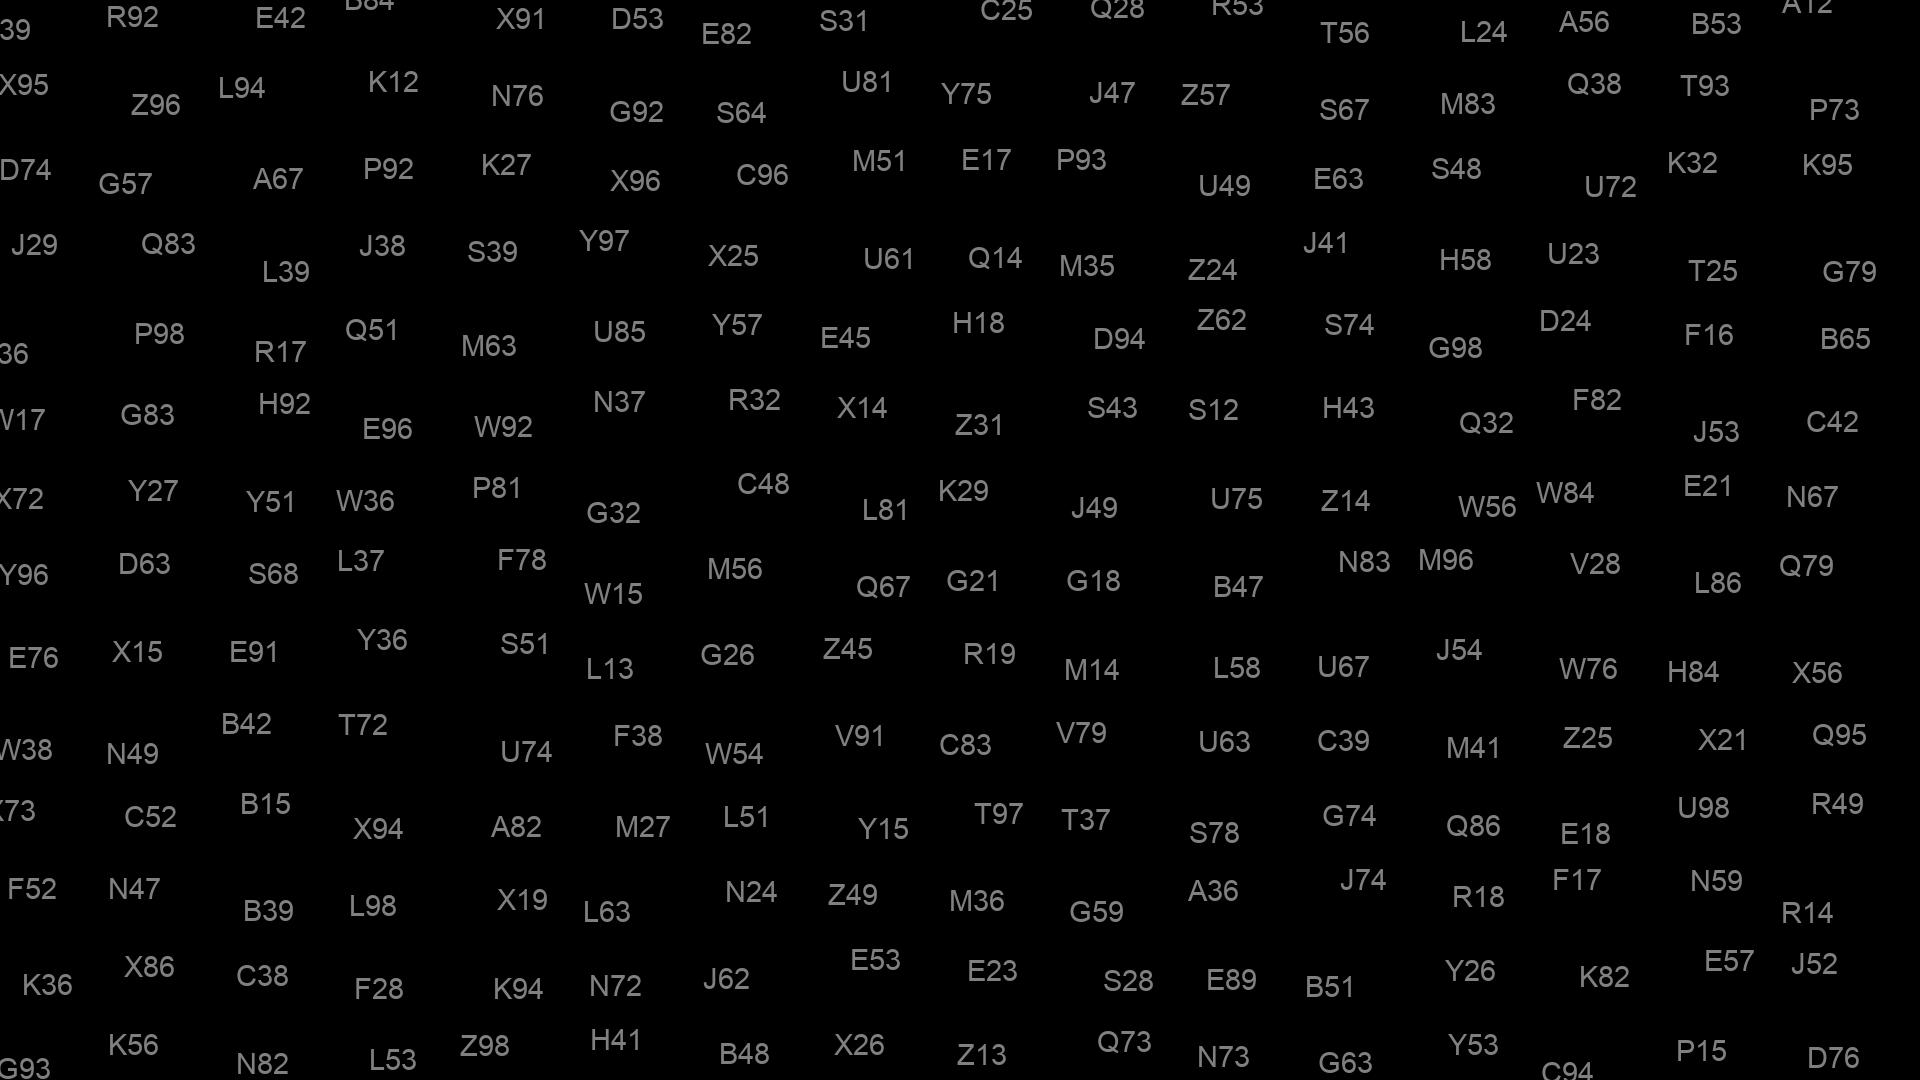 39 R92 E42 B84 X91 D53 E82 S31 C25 Q28 R53 T56 L24 A56 B53 A12
X95 Z96 L94 K12 N76 G92 S64 U81 Y75 J47 Z57 S67 M83 Q38 T93 P73
D74 G57 A67 P92 K27 X96 C96 M51 E17 P93 U49 E63 S48 U72 K32 K95
J29 Q83 L39 J38 S39 Y97 X25 U61 Q14 M35 Z24 J41 H58 U23 T25 G79
36 P98 R17 Q51 M63 U85 Y57 E45 H18 D94 Z62 S74 G98 D24 F16 B65
W17 G83 H92 E96 W92 N37 R32 X14 Z31 S43 S12 H43 Q32 F82 J53 C42
X72 Y27 Y51 W36 P81 G32 C48 L81 K29 J49 U75 Z14 W56 W84 E21 N67
Y96 D63 S68 L37 F78 W15 M56 Q67 G21 G18 B47 N83 M96 V28 L86 Q79
E76 X15 E91 Y36 S51 L13 G26 Z45 R19 M14 L58 U67 J54 W76 H84 X56
W38 N49 B42 T72 U74 F38 W54 V91 C83 V79 U63 C39 M41 Z25 X21 Q95
73 C52 B15 X94 A82 M27 L51 Y15 T97 T37 S78 G74 Q86 E18 U98 R49
F52 N47 B39 L98 X19 L63 N24 Z49 M36 G59 A36 J74 R18 F17 N59 R14
K36 X86 C38 F28 K94 N72 J62 E53 E23 S28 E89 B51 Y26 K82 E57 J52
G93 K56 N82 L53 Z98 H41 B48 X26 Z13 Q73 N73 G63 Y53 C94 P15 D76